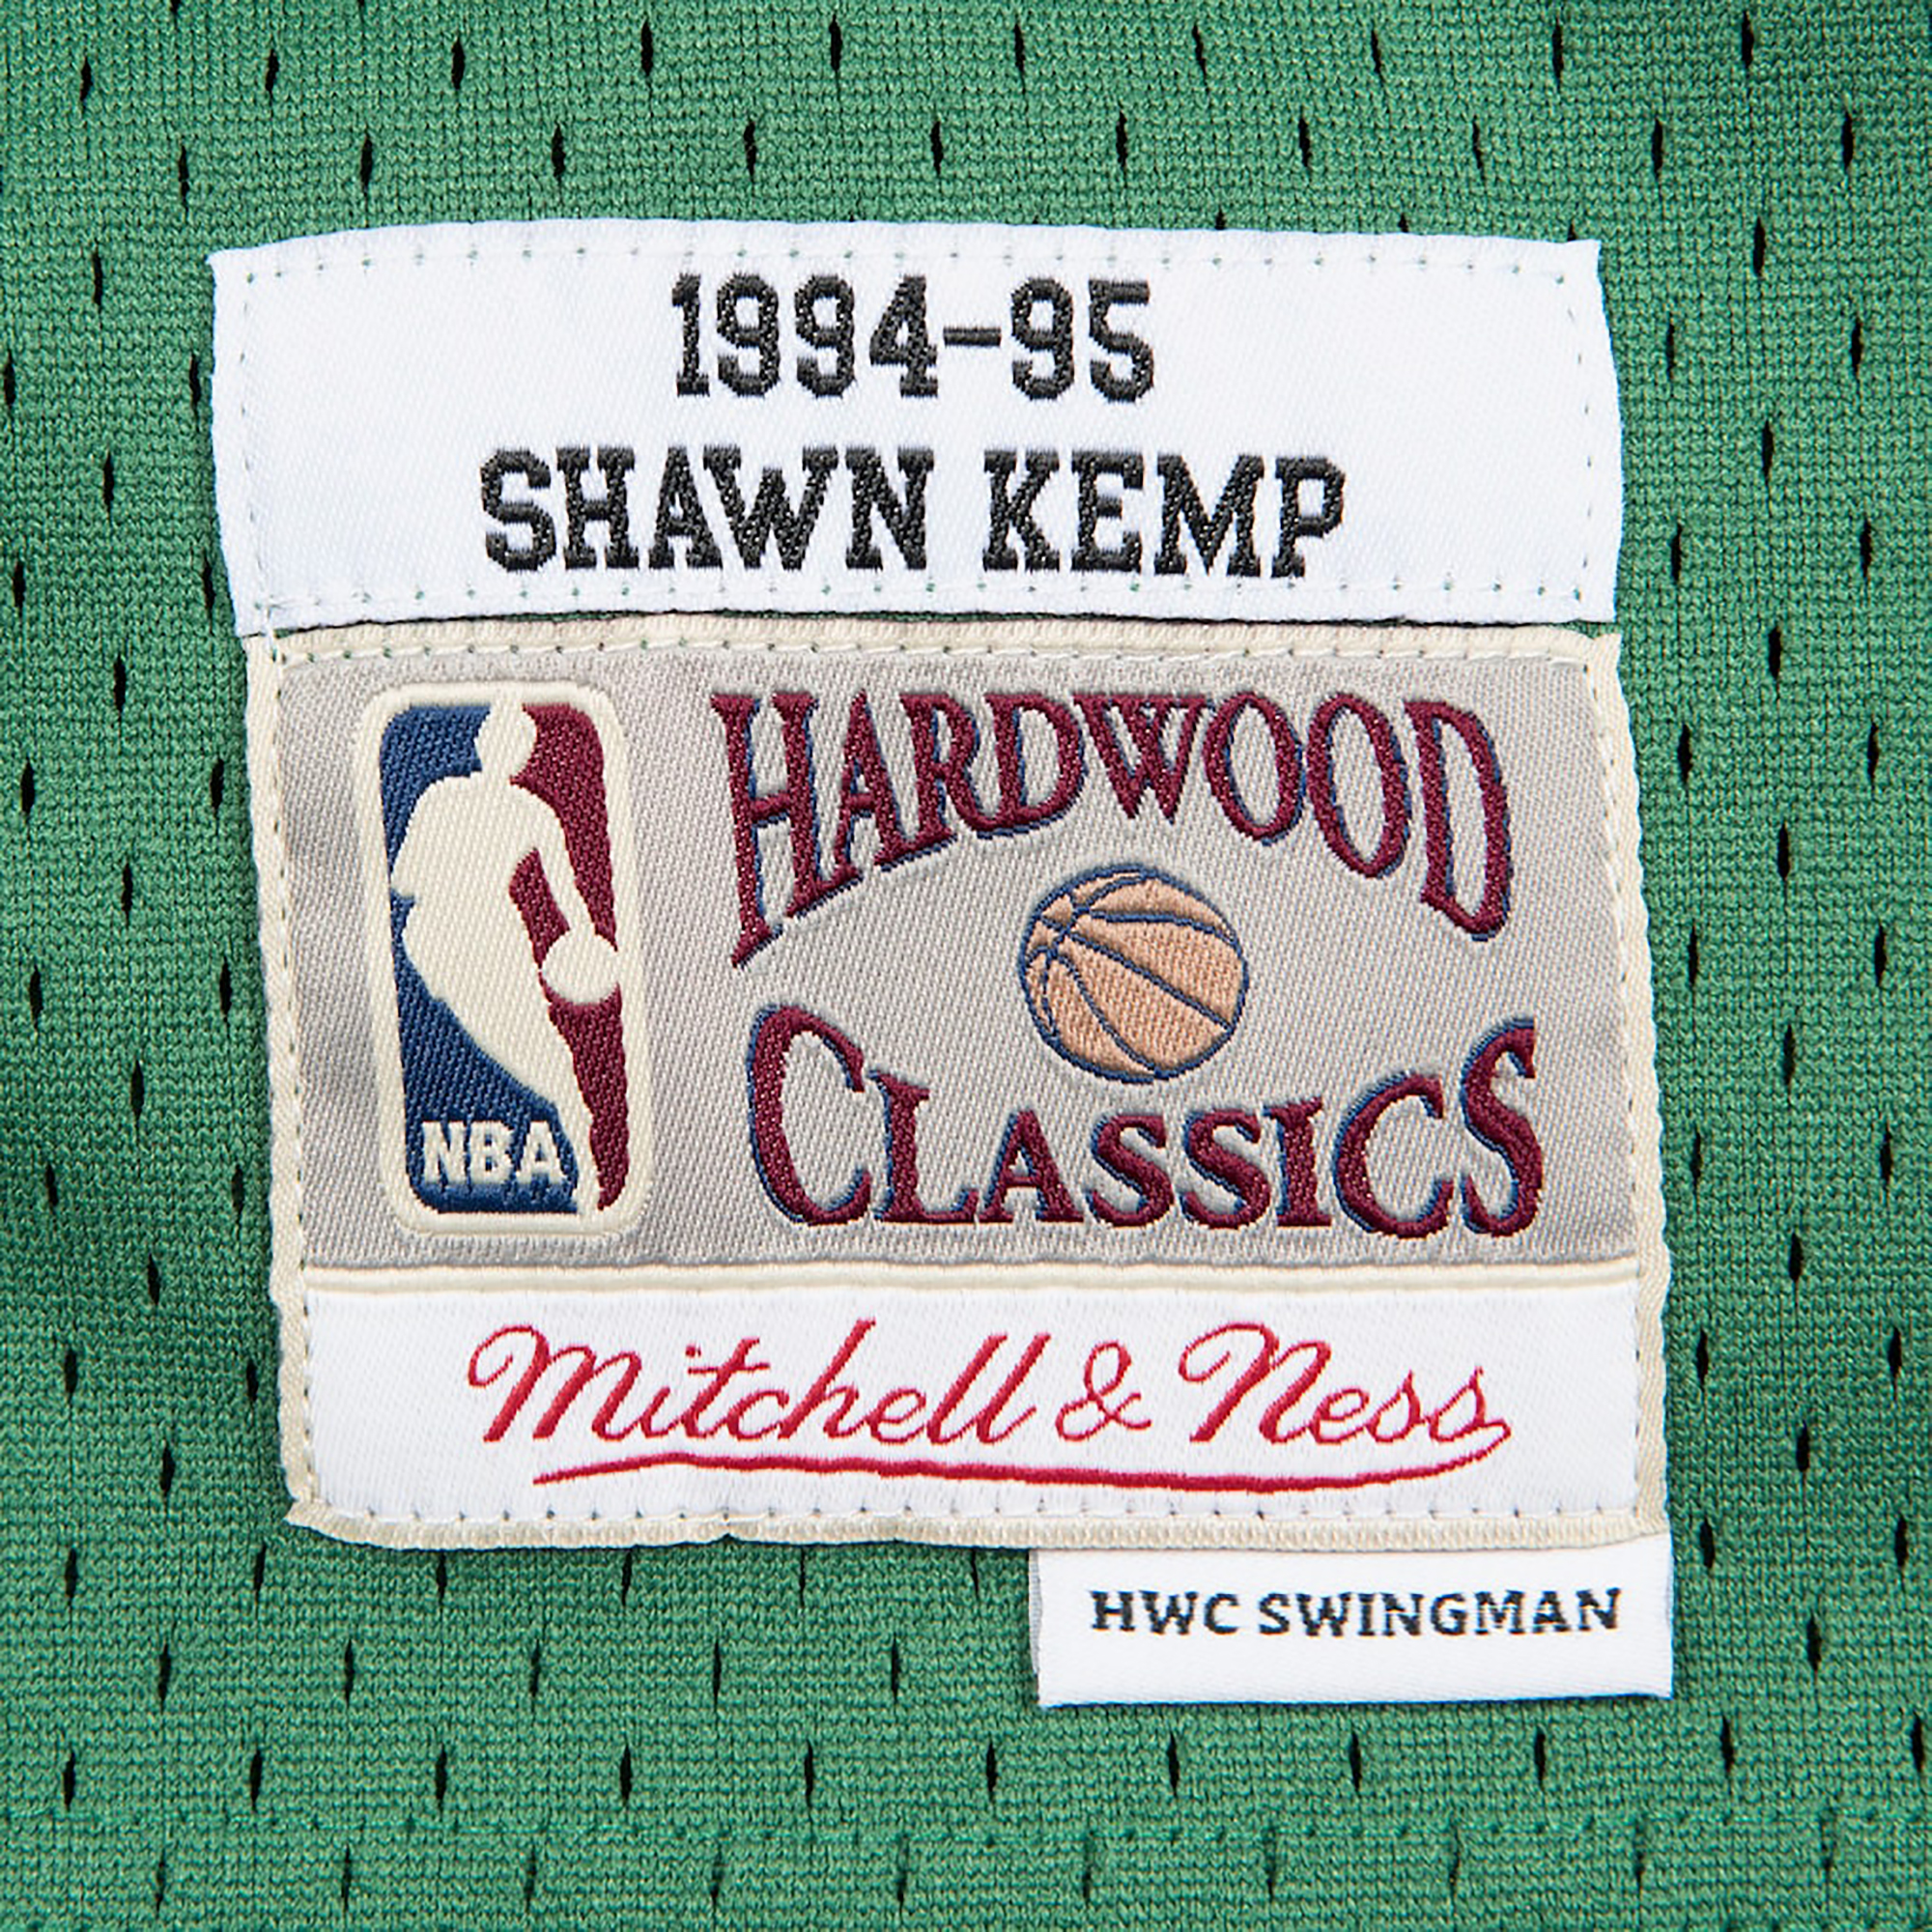 1994-95
SHAWN KEMP
HARDWOOD
CLASSICS
NBA
Mitchell & Ness
HWC SWINGMAN